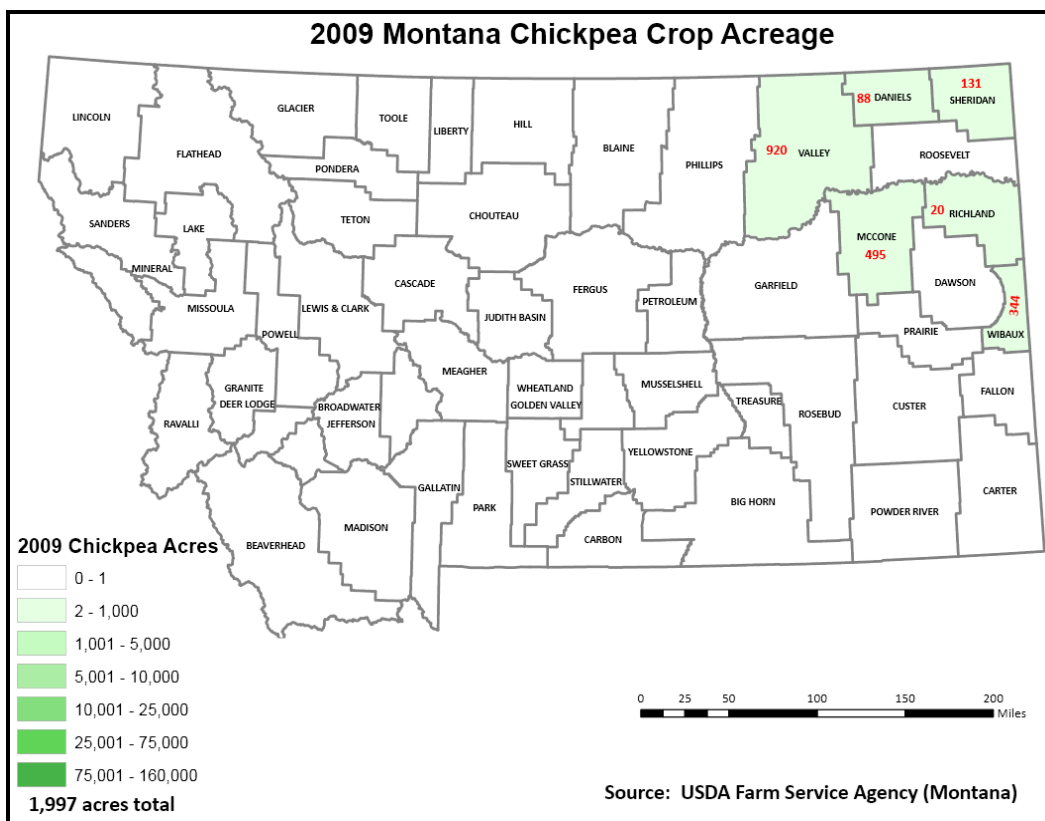 2009 Montana Chickpea Crop Acreage
LINCOLN
FLATHEAD
GLACIER
TOOLE
LIBERTY
HILL
BLAINE
PHILLIPS
920 VALLEY
88 DANIELS
131
SHERIDAN
ROOSEVELT
PONDERA
TETON
CHOUTEAU
SANDERS
LAKE
20 RICHLAND
MCCONE
495
MINERAL
MISSOULA
POWELL
LEWIS & CLARK
CASCADE
JUDITH BASIN
FERGUS
PETROLEUM
GARFIELD
DAWSON
PRAIRIE
344
WIBAUX
RAVALLI
GRANITE
DEER LODGE
BROADWATER
JEFFERSON
MEAGHER
WHEATLAND
GOLDEN VALLEY
MUSSELSHELL
TREASURE
ROSEBUD
CUSTER
FALLON
BEAVERHEAD
MADISON
GALLATIN
PARK
SWEET GRASS
STILLWATER
YELLOWSTONE
CARBON
BIG HORN
POWDER RIVER
CARTER
2009 Chickpea Acres
0 - 1
2 - 1,000
1,001 - 5,000
5,001 - 10,000
10,001 - 25,000
25,001 - 75,000
75,001 - 160,000
1,997 acres total
0 25 50 100 150 200
Miles
Source: USDA Farm Service Agency (Montana)